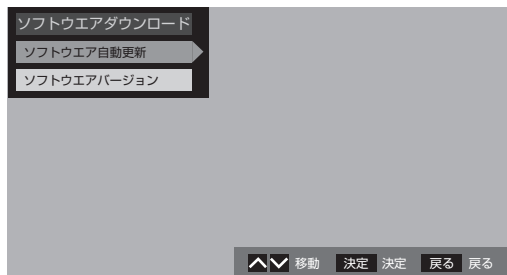 ソフトウエアダウンロード
ソフトウエア自動更新
ソフトウエアバージョン
移動 決定 決定 戻る 戻る